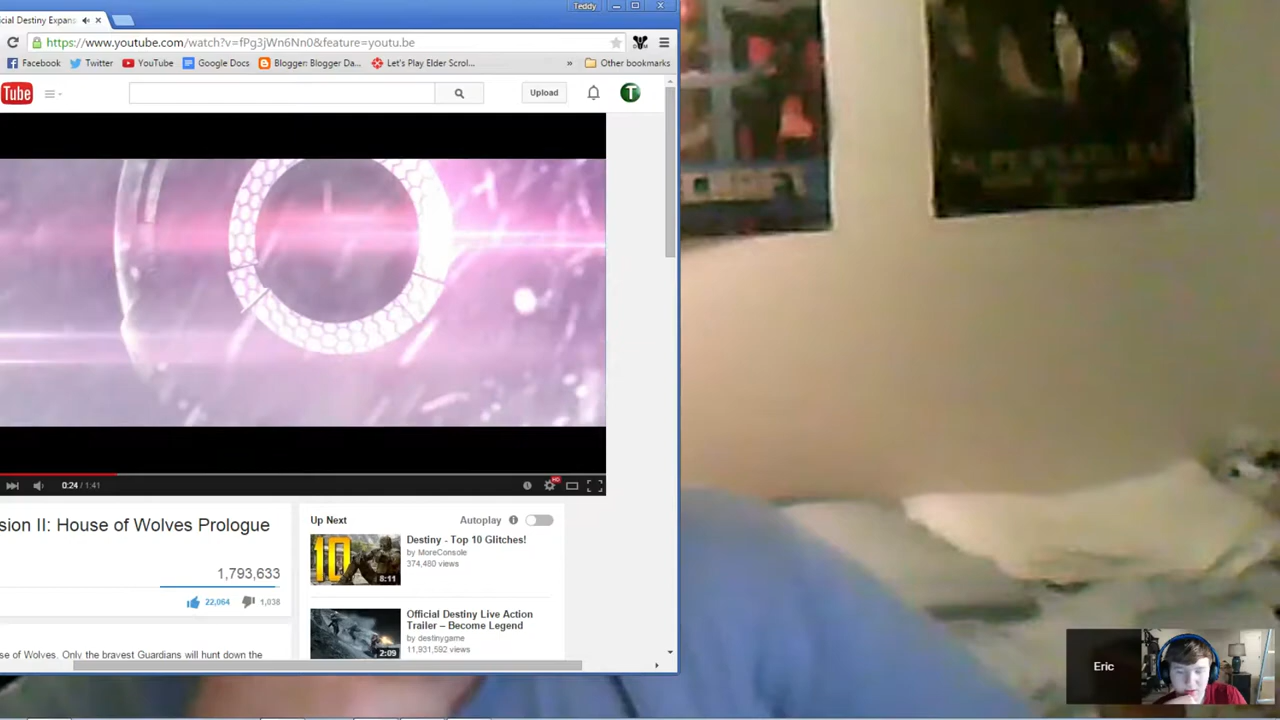 Teddy
cial Destiny Expans
https://www.youtube.com/watch?v=fPg3jWn6Nn0&feature=youtu.be
Facebook Twitter YouTube Google Docs Blogger: Blogger Da... Let's Play Elder Scrol... » Other bookmarks
Tube Upload T
0:24 / 1:41 HD
sion II: House of Wolves Prologue
1,793,633
22,064 1,038
se of Wolves. Only the bravest Guardians will hunt down the
Up Next Autoplay
10
8:11
Destiny - Top 10 Glitches!
by MoreConsole
374,480 views
2:09
Official Destiny Live Action
Trailer – Become Legend
by destinygame
11,931,592 views
Eric